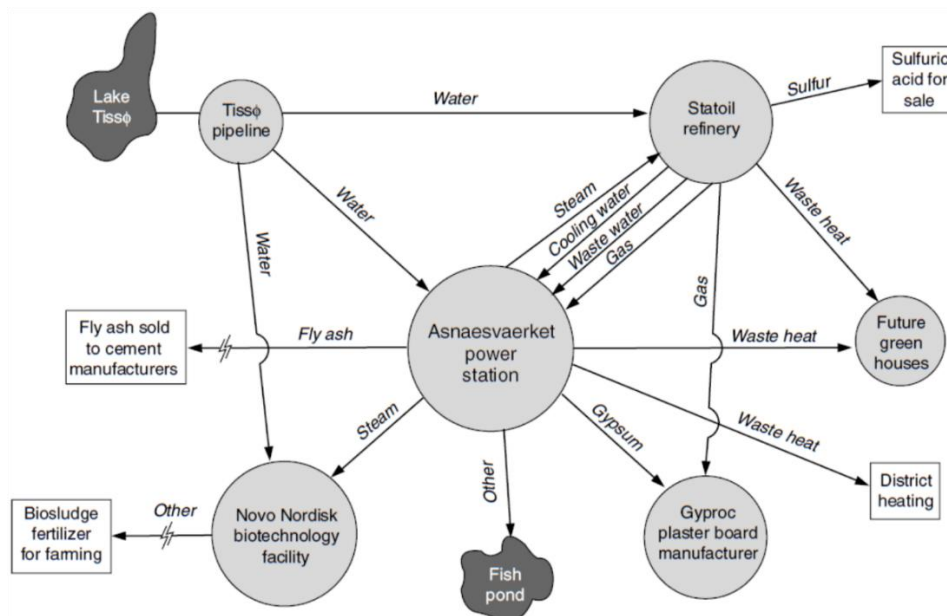 Lake
Tissϕ
Tissϕ
pipeline
Water
Statoil
refinery
Sulfur
Sulfuric
acid for
sale
Steam
Cooling water
Waste water
Gas
Water
Water
Waste heat
Gas
Fly ash sold
to cement
manufacturers
Fly ash
Asnaesvaerket
power
station
Waste heat
Future
green
houses
Steam
Other
Gypsum
Waste heat
District
heating
Biosludge
fertilizer
for farming
Other
Novo Nordisk
biotechnology
facility
Fish
pond
Gyproc
plaster board
manufacturer